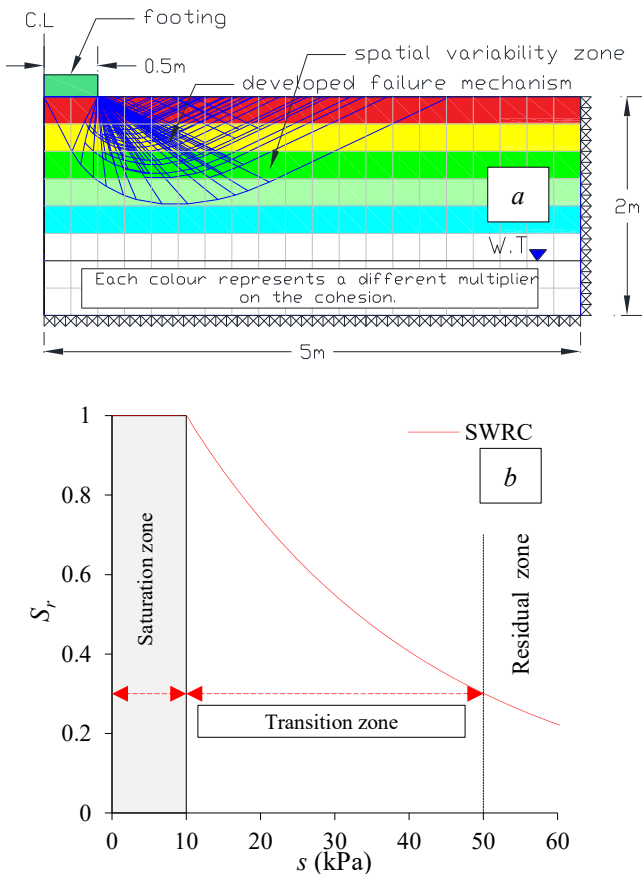 C.L
footing
0.5m
spatial variability zone
developed failure mechanism
a
2m
W.T
Each colour represents a different multiplier
on the cohesion.
5m
1
SWRC
b
0.8
Saturation zone
Residual zone
0.6
Sr
0.4
Transition zone
0.2
0
0 10 20 30 40 50 60
s (kPa)